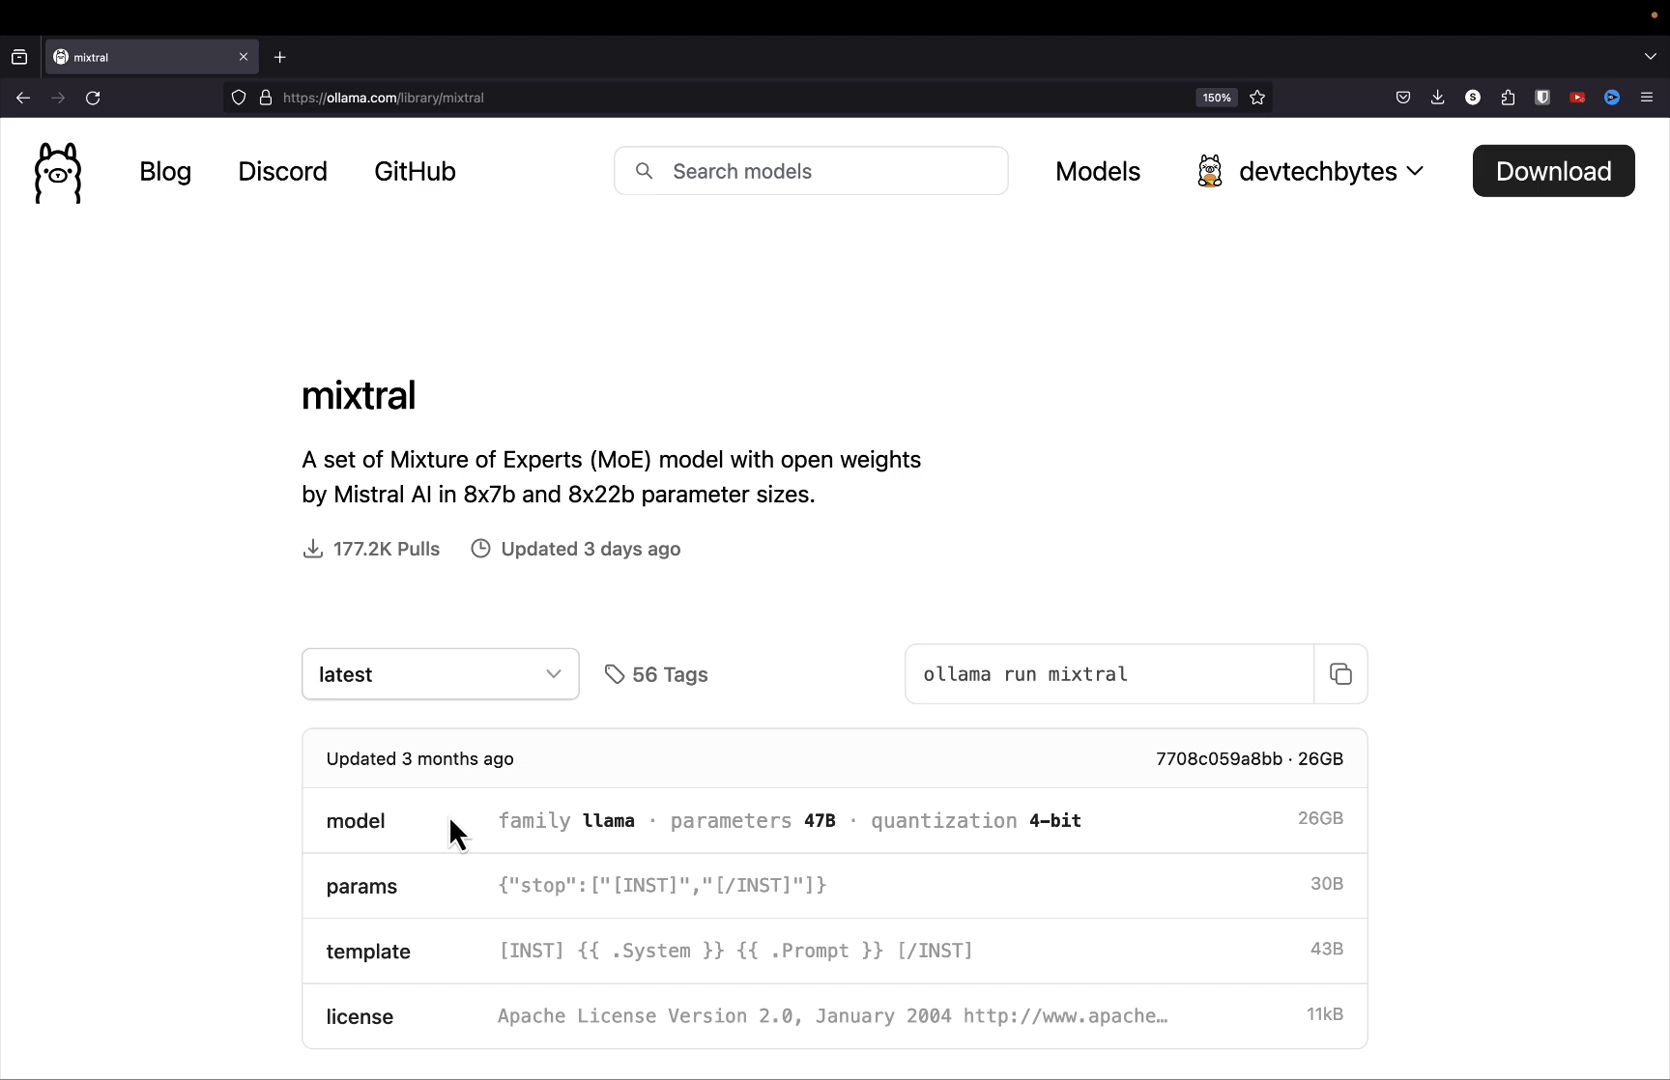 mixtral
https://ollama.com/library/mixtral
150%
S
Blog
Discord
GitHub
Search models
Models
devtechbytes
Download
mixtral
A set of Mixture of Experts (MoE) model with open weights
by Mistral AI in 8x7b and 8x22b parameter sizes.
177.2K Pulls
Updated 3 days ago
latest
56 Tags
ollama run mixtral
Updated 3 months ago
7708c059a8bb · 26GB
model
family llama · parameters 47B · quantization 4-bit
26GB
params
{"stop":["[INST]","[/INST]"]}
30B
template
[INST] {{ .System }} {{ .Prompt }} [/INST]
43B
license
Apache License Version 2.0, January 2004 http://www.apache…
11kB